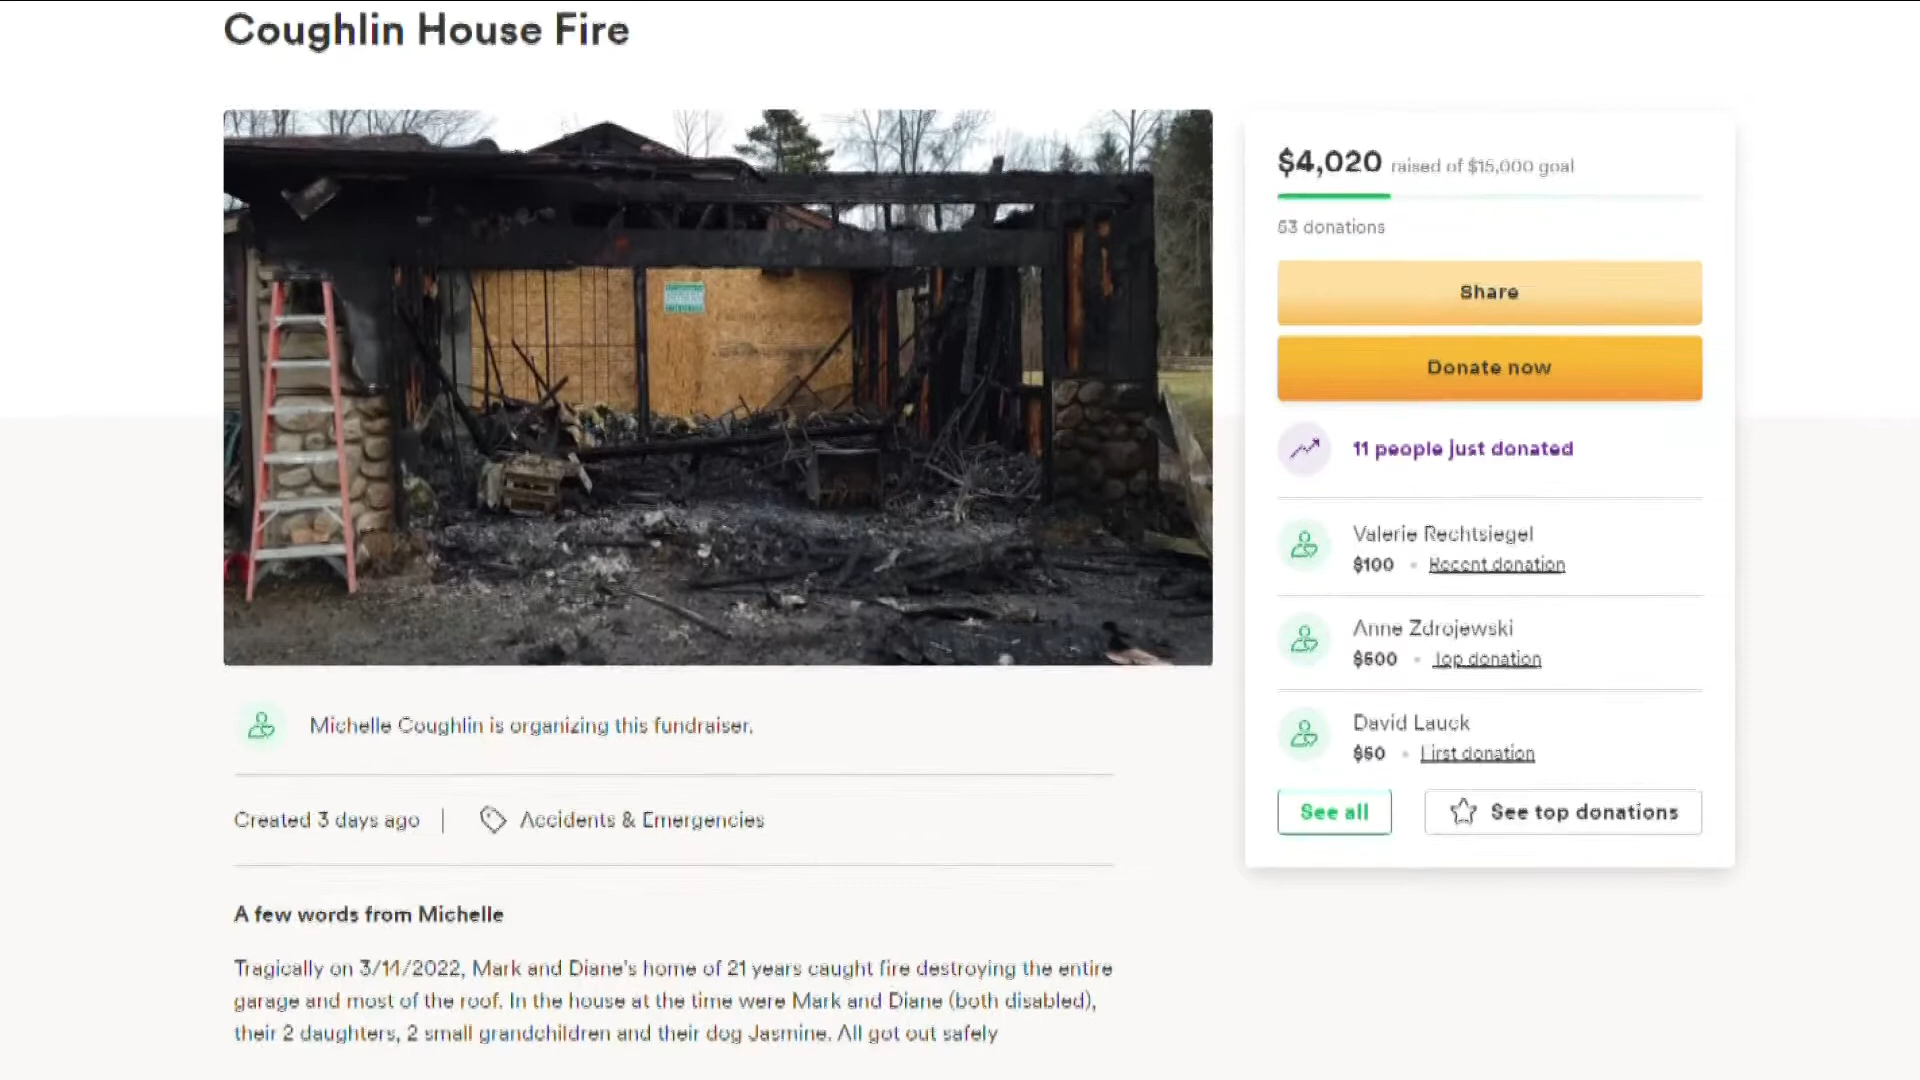 Coughlin House Fire
$4,020 raised of $15,000 goal
53 donations
Share
Donate now
11 people just donated
Valerie Rechtsiegel
$100 • Recent donation
Anne Zdrojewski
$500 • Top donation
David Lauck
$50 • First donation
See all
See top donations
Michelle Coughlin is organizing this fundraiser.
Created 3 days ago
Accidents & Emergencies
A few words from Michelle
Tragically on 3/14/2022, Mark and Diane's home of 21 years caught fire destroying the entire
garage and most of the roof. In the house at the time were Mark and Diane (both disabled),
their 2 daughters, 2 small grandchildren and their dog Jasmine. All got out safely